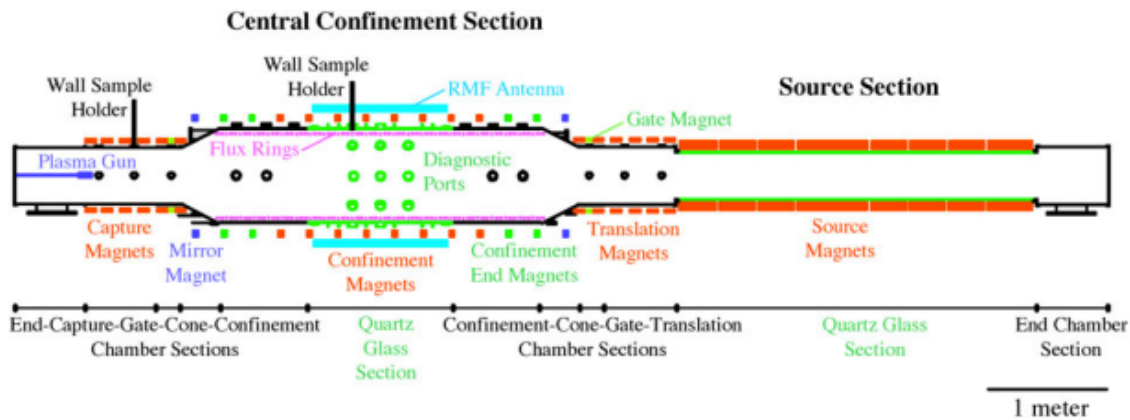 Central Confinement Section
Wall Sample
Holder
Wall Sample
Holder
RMF Antenna
Source Section
Gate Magnet
Flux Rings
Plasma Gun
Diagnostic
Ports
Capture
Magnets
Mirror
Magnet
Confinement
Magnets
Confinement
End Magnets
Translation
Magnets
Source
Magnets
End-Capture-Gate-Cone-Confinement
Chamber Sections
Quartz
Glass
Section
Confinement-Cone-Gate-Translation
Chamber Sections
Quartz Glass
Section
End Chamber
Section
1 meter